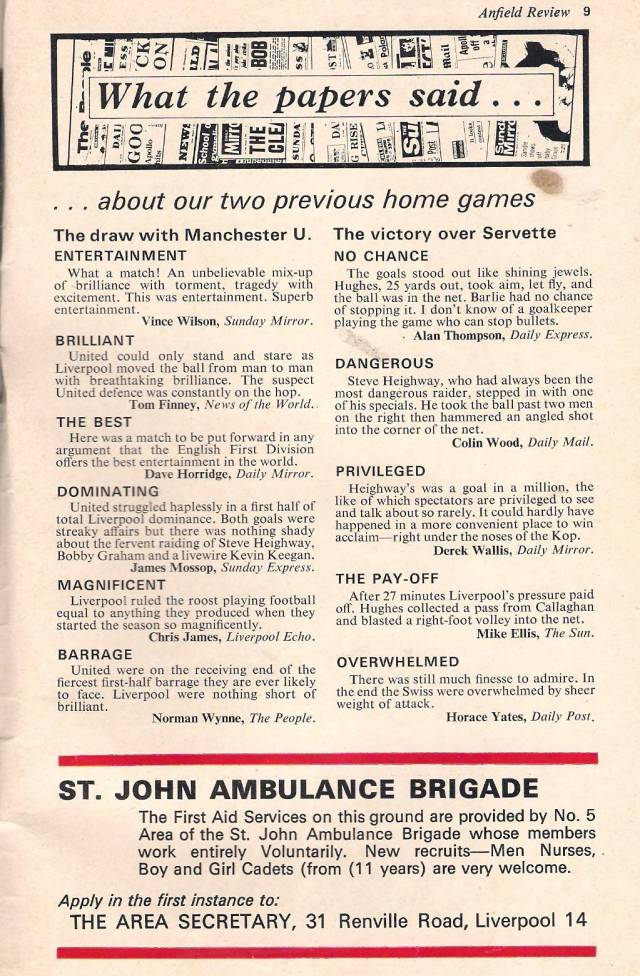 Anfield Review 9
What the papers said . . .
. . . about our two previous home games
The draw with Manchester U.
ENTERTAINMENT
What a match! An unbelievable mix-up
of brilliance with torment, tragedy with
excitement. This was entertainment. Superb
entertainment.
Vince Wilson, Sunday Mirror.
BRILLIANT
United could only stand and stare as
Liverpool moved the ball from man to man
with breathtaking brilliance. The suspect
United defence was constantly on the hop.
Tom Finney, News of the World.
THE BEST
Here was a match to be put forward in any
argument that the English First Division
offers the best entertainment in the world.
Dave Horridge, Daily Mirror.
DOMINATING
United struggled haplessly in a first half of
total Liverpool dominance. Both goals were
streaky affairs but there was nothing shady
about the fervent raiding of Steve Heighway,
Bobby Graham and a livewire Kevin Keegan.
James Mossop, Sunday Express.
MAGNIFICENT
Liverpool ruled the roost playing football
equal to anything they produced when they
started the season so magnificently.
Chris James, Liverpool Echo.
BARRAGE
United were on the receiving end of the
fiercest first-half barrage they are ever likely
to face. Liverpool were nothing short of
brilliant.
Norman Wynne, The People.
The victory over Servette
NO CHANCE
The goals stood out like shining jewels.
Hughes, 25 yards out, took aim, let fly, and
the ball was in the net. Barlie had no chance
of stopping it. I don't know of a goalkeeper
playing the game who can stop bullets.
Alan Thompson, Daily Express.
DANGEROUS
Steve Heighway, who had always been the
most dangerous raider, stepped in with one
of his specials. He took the ball past two men
on the right then hammered an angled shot
into the corner of the net.
Colin Wood, Daily Mail.
PRIVILEGED
Heighway's was a goal in a million, the
like of which spectators are privileged to see
and talk about so rarely. It could hardly have
happened in a more convenient place to win
acclaim—right under the noses of the Kop.
Derek Wallis, Daily Mirror.
THE PAY-OFF
After 27 minutes Liverpool's pressure paid
off. Hughes collected a pass from Callaghan
and blasted a right-foot volley into the net.
Mike Ellis, The Sun.
OVERWHELMED
There was still much finesse to admire. In
the end the Swiss were overwhelmed by sheer
weight of attack.
Horace Yates, Daily Post.
ST. JOHN AMBULANCE BRIGADE
The First Aid Services on this ground are provided by No. 5
Area of the St. John Ambulance Brigade whose members
work entirely Voluntarily. New recruits—Men Nurses,
Boy and Girl Cadets (from (11 years) are very welcome.
Apply in the first instance to:
THE AREA SECRETARY, 31 Renville Road, Liverpool 14